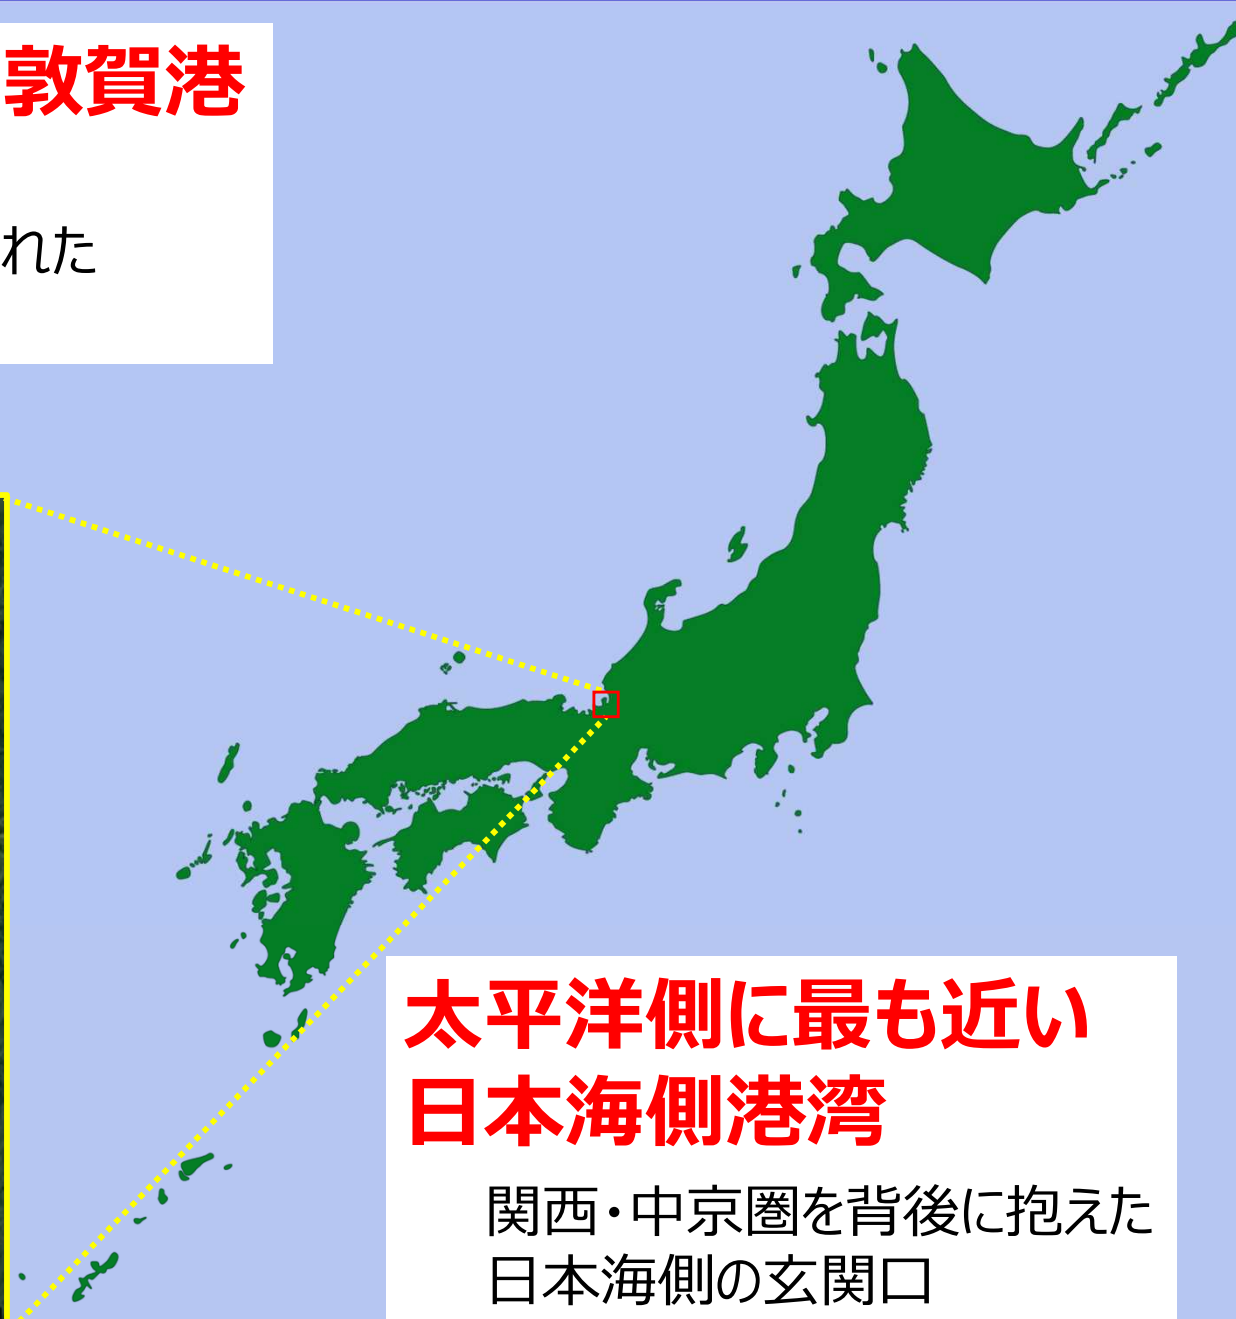 敦賀港
れた
太平洋側に最も近い
日本海側港湾
関西・中京圏を背後に抱えた
日本海側の玄関口